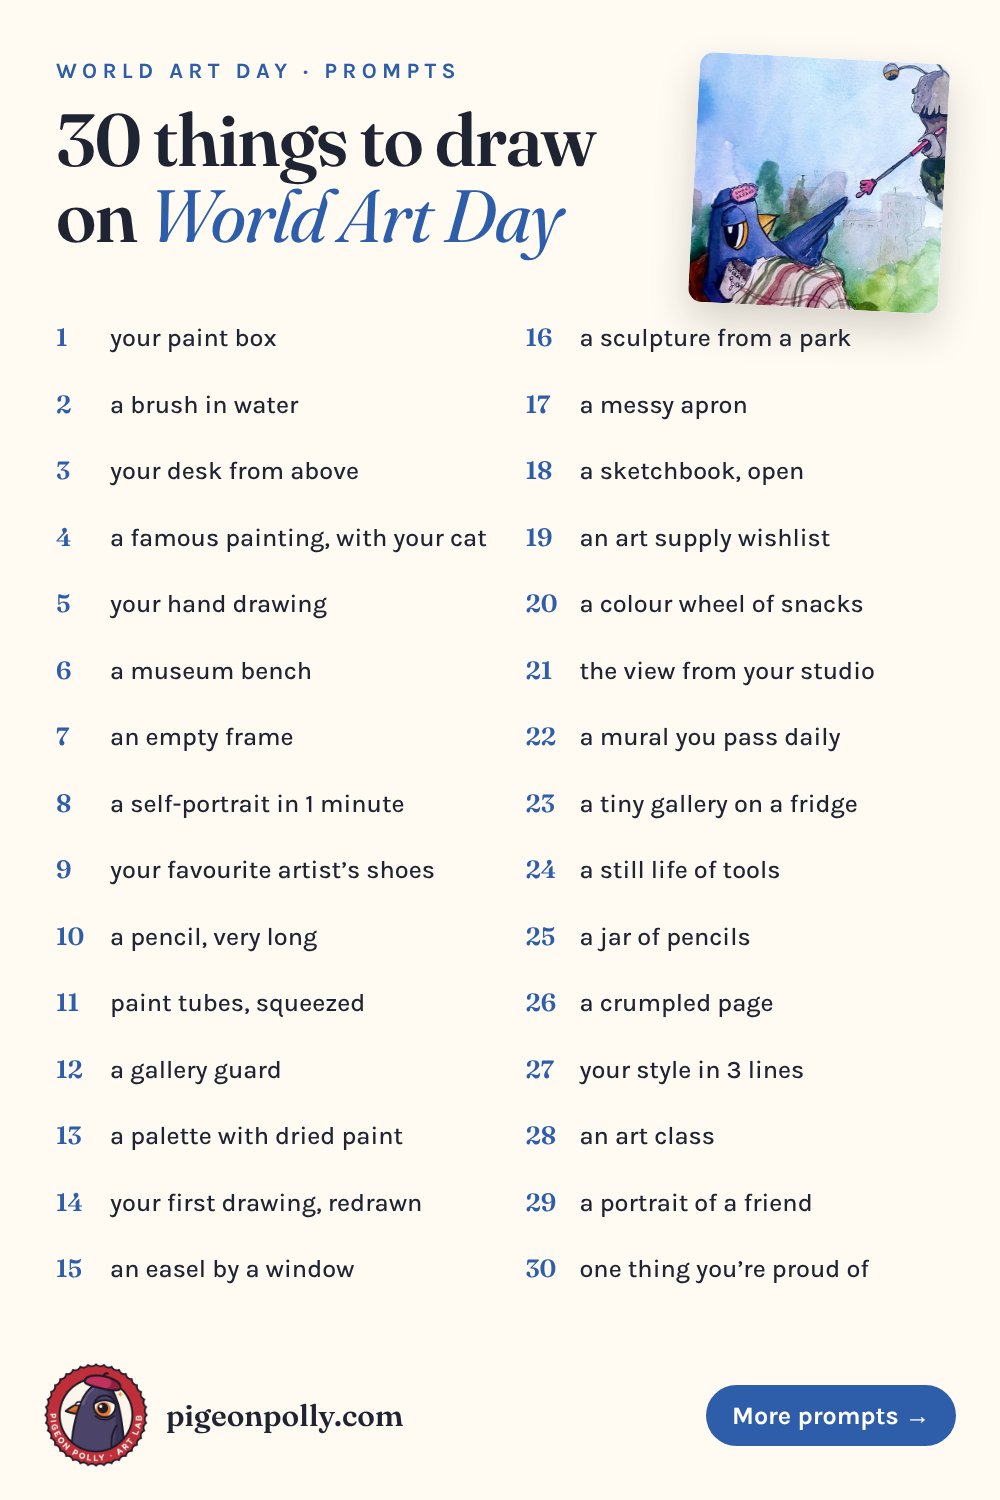 WORLD ART DAY · PROMPTS
30 things to draw
on World Art Day
1 your paint box
2 a brush in water
3 your desk from above
4 a famous painting, with your cat
5 your hand drawing
6 a museum bench
7 an empty frame
8 a self-portrait in 1 minute
9 your favourite artist’s shoes
10 a pencil, very long
11 paint tubes, squeezed
12 a gallery guard
13 a palette with dried paint
14 your first drawing, redrawn
15 an easel by a window
16 a sculpture from a park
17 a messy apron
18 a sketchbook, open
19 an art supply wishlist
20 a colour wheel of snacks
21 the view from your studio
22 a mural you pass daily
23 a tiny gallery on a fridge
24 a still life of tools
25 a jar of pencils
26 a crumpled page
27 your style in 3 lines
28 an art class
29 a portrait of a friend
30 one thing you’re proud of
PIGEON POLLY · ART LAB
pigeonpolly.com
More prompts →